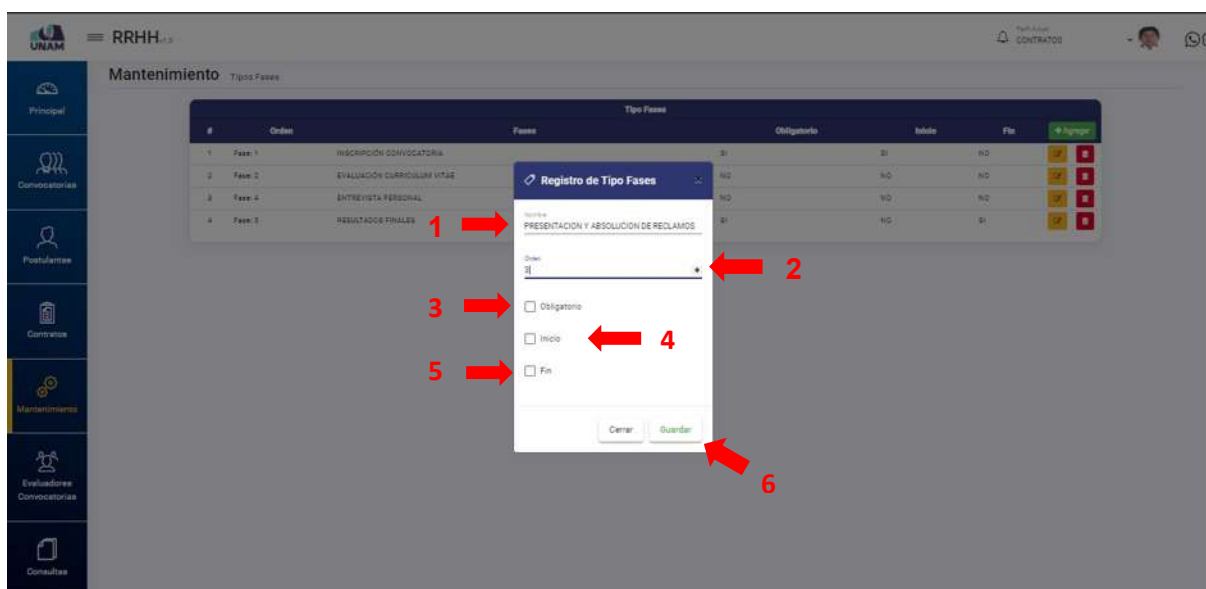 UNAM
RRHH v1.0
Perfil Actual:
CONTRATOS
Principal
Convocatorias
Postulantes
Contratos
Mantenimiento
Evaluadores
Convocatorias
Consultas
Mantenimiento Tipos Fases
Tipo Fases
# Orden Fases Obligatorio Inicio Fin + Agregar
1 Fase: 1 INSCRIPCIÓN CONVOCATORIA SI SI NO
2 Fase: 2 EVALUACIÓN CURRICULUM VITAE NO NO NO
3 Fase: 4 ENTREVISTA PERSONAL NO NO NO
4 Fase: 5 RESULTADOS FINALES SI NO SI
Registro de Tipo Fases
Nombre
1 PRESENTACION Y ABSOLUCION DE RECLAMOS
Orden
3 2
3 Obligatorio
Inicio 4
5 Fin
Cerrar Guardar
6